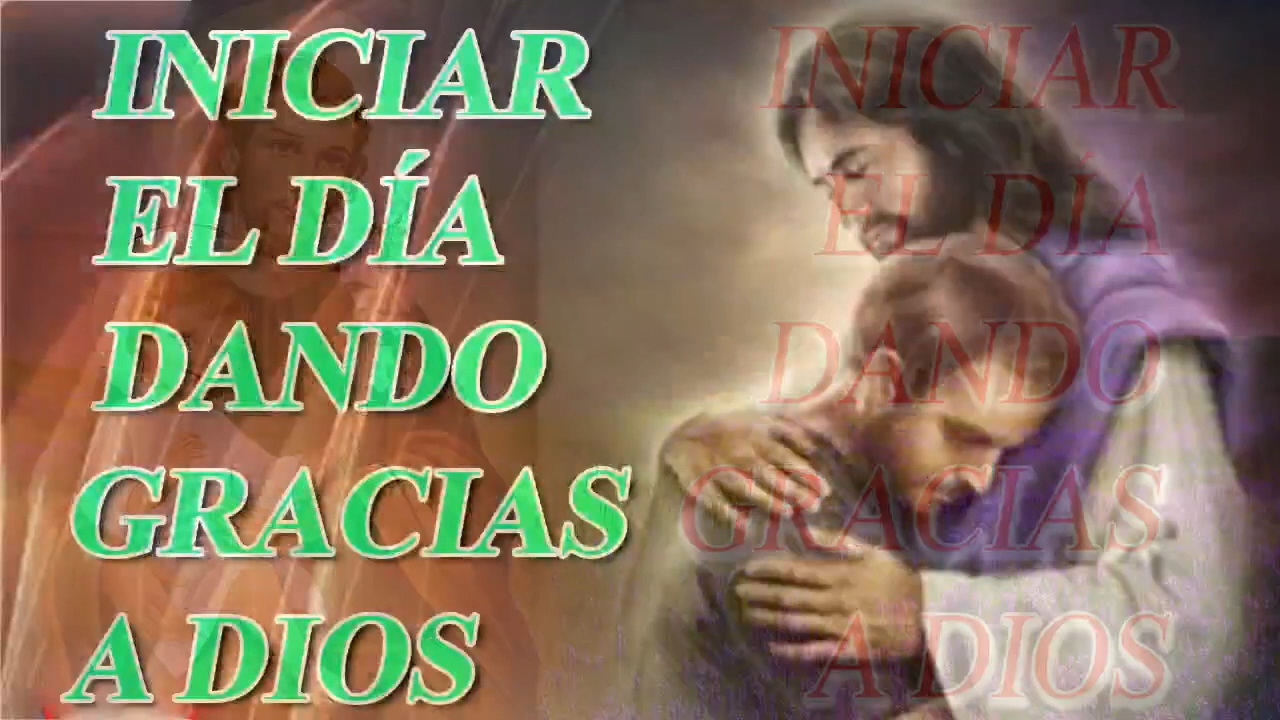 INICIAR
EL DÍA
DANDO
GRACIAS
A DIOS
INICIAR
EL DÍA
DANDO
GRACIAS
A DIOS